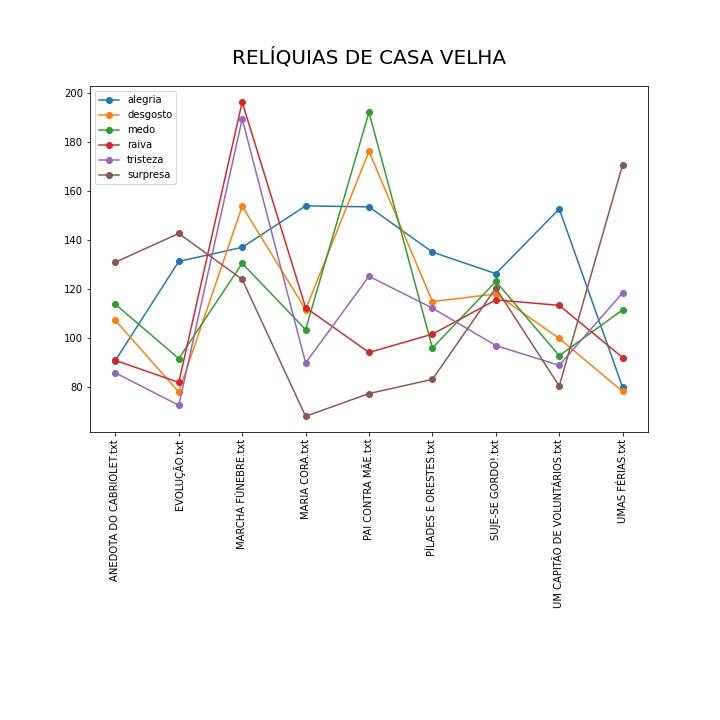 RELÍQUIAS DE CASA VELHA
200
180
160
140
120
100
80
alegria
desgosto
medo
raiva
tristeza
surpresa
ANEDOTA DO CABRIOLET.txt
EVOLUÇÃO.txt
MARCHA FÚNEBRE.txt
MARIA CORA.txt
PAI CONTRA MÃE.txt
PÍLADES E ORESTES.txt
SUJE-SE GORDO!.txt
UM CAPITÃO DE VOLUNTÁRIOS.txt
UMAS FÉRIAS.txt